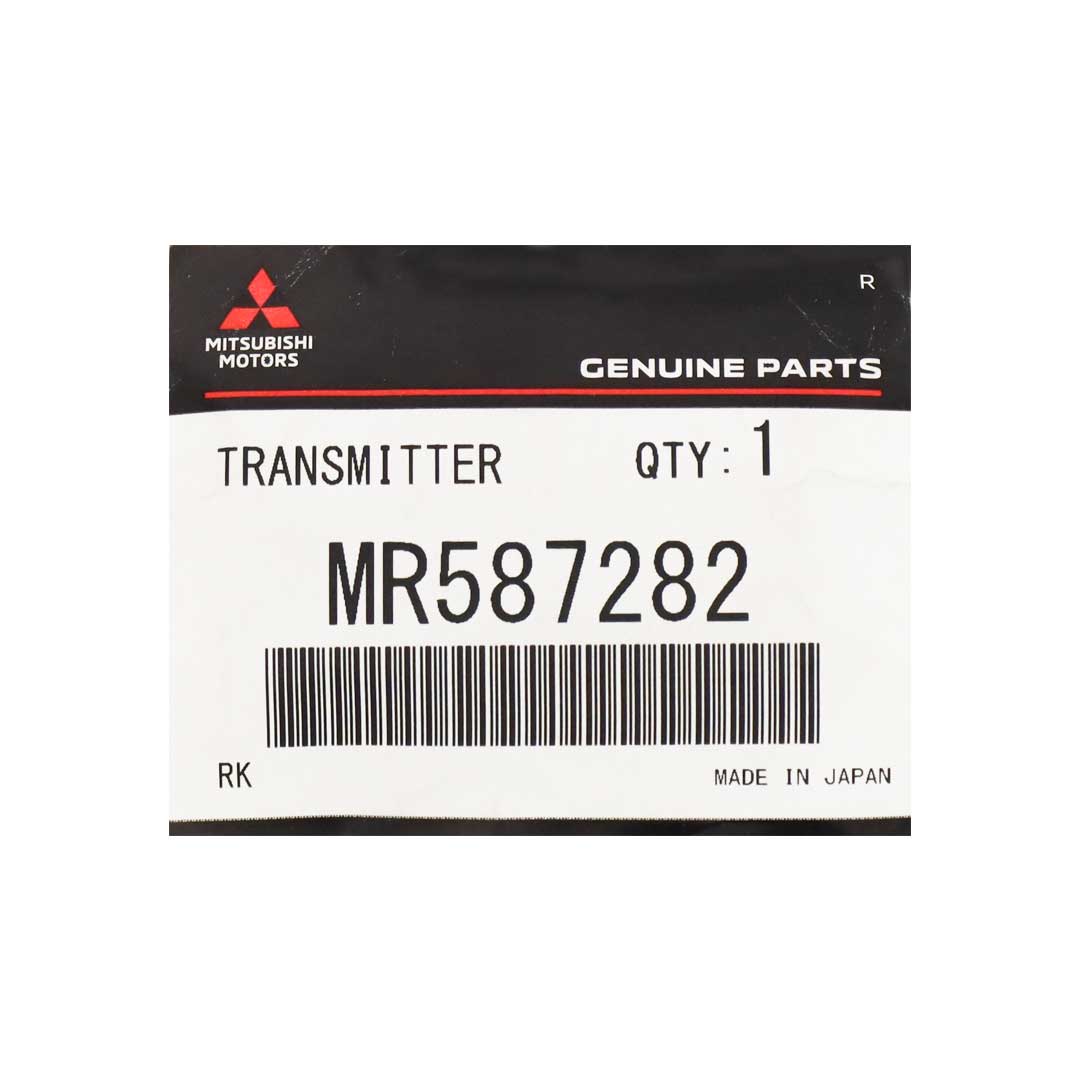 R
MITSUBISHI
MOTORS
GENUINE PARTS
TRANSMITTER QTY: 1
MR587282
RK MADE IN JAPAN